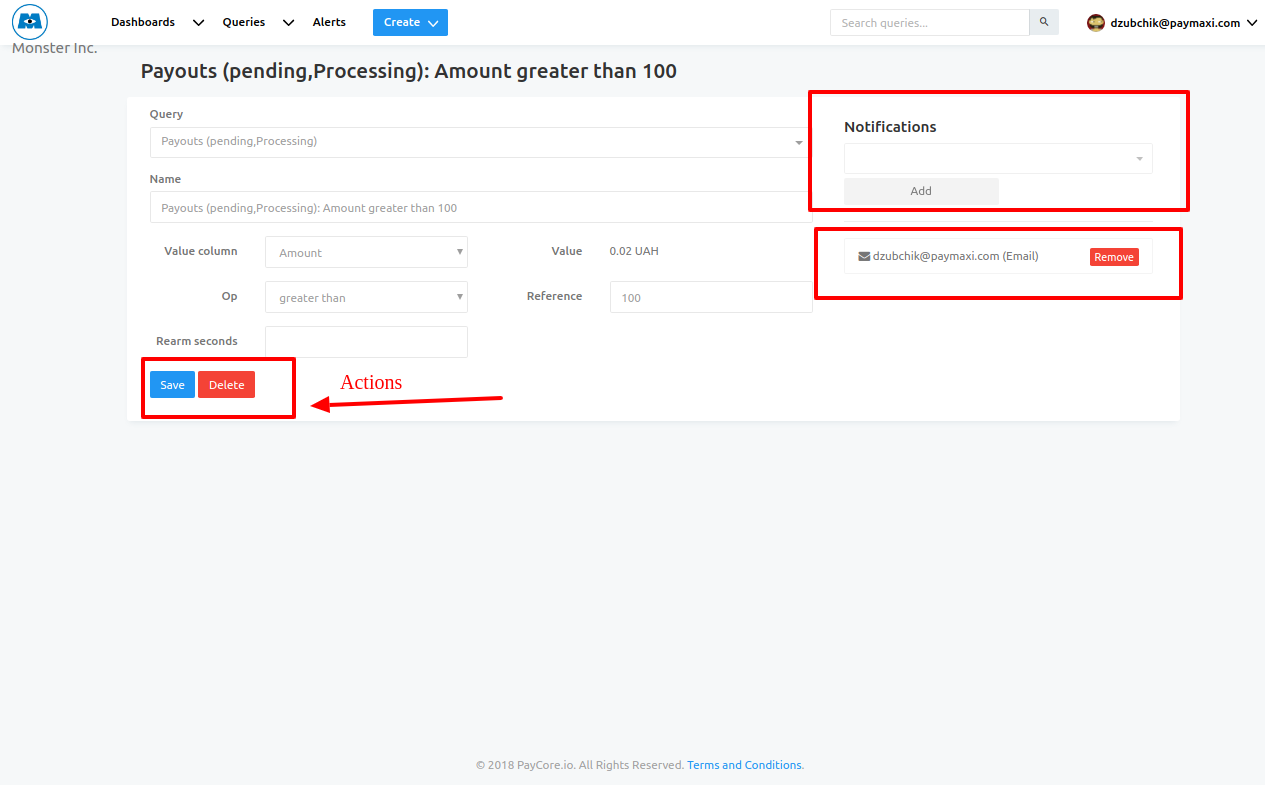 Dashboards Queries Alerts Create Search queries... dzubchik@paymaxi.com
Monster Inc.
Payouts (pending,Processing): Amount greater than 100
Query
Payouts (pending,Processing)
Name
Payouts (pending,Processing): Amount greater than 100
Value column Amount Value 0.02 UAH
Op greater than Reference 100
Rearm seconds
Save Delete
Actions
Notifications
Add
dzubchik@paymaxi.com (Email) Remove
© 2018 PayCore.io. All Rights Reserved. Terms and Conditions.